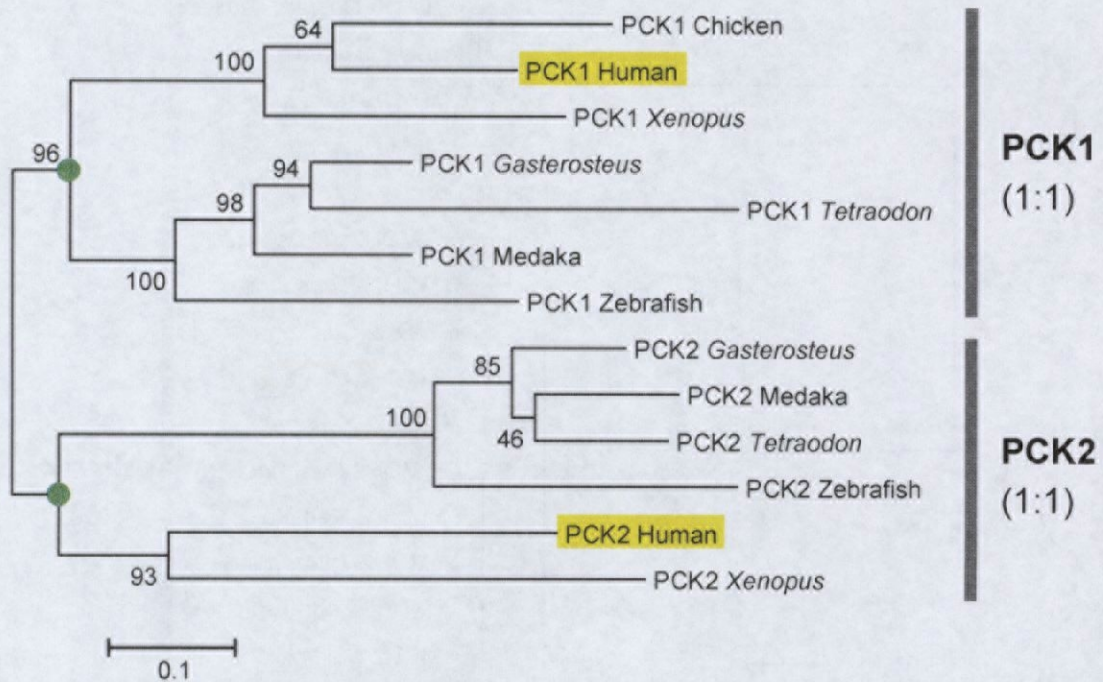 64
PCK1 Chicken
100
PCK1 Human
PCK1 Xenopus
96
94
PCK1 Gasterosteus
98
PCK1 Tetraodon
PCK1 Medaka
100
PCK1 Zebrafish
PCK1
(1:1)
PCK2 Gasterosteus
85
PCK2 Medaka
100
46
PCK2 Tetraodon
PCK2 Zebrafish
PCK2
(1:1)
PCK2 Human
93
PCK2 Xenopus
0.1